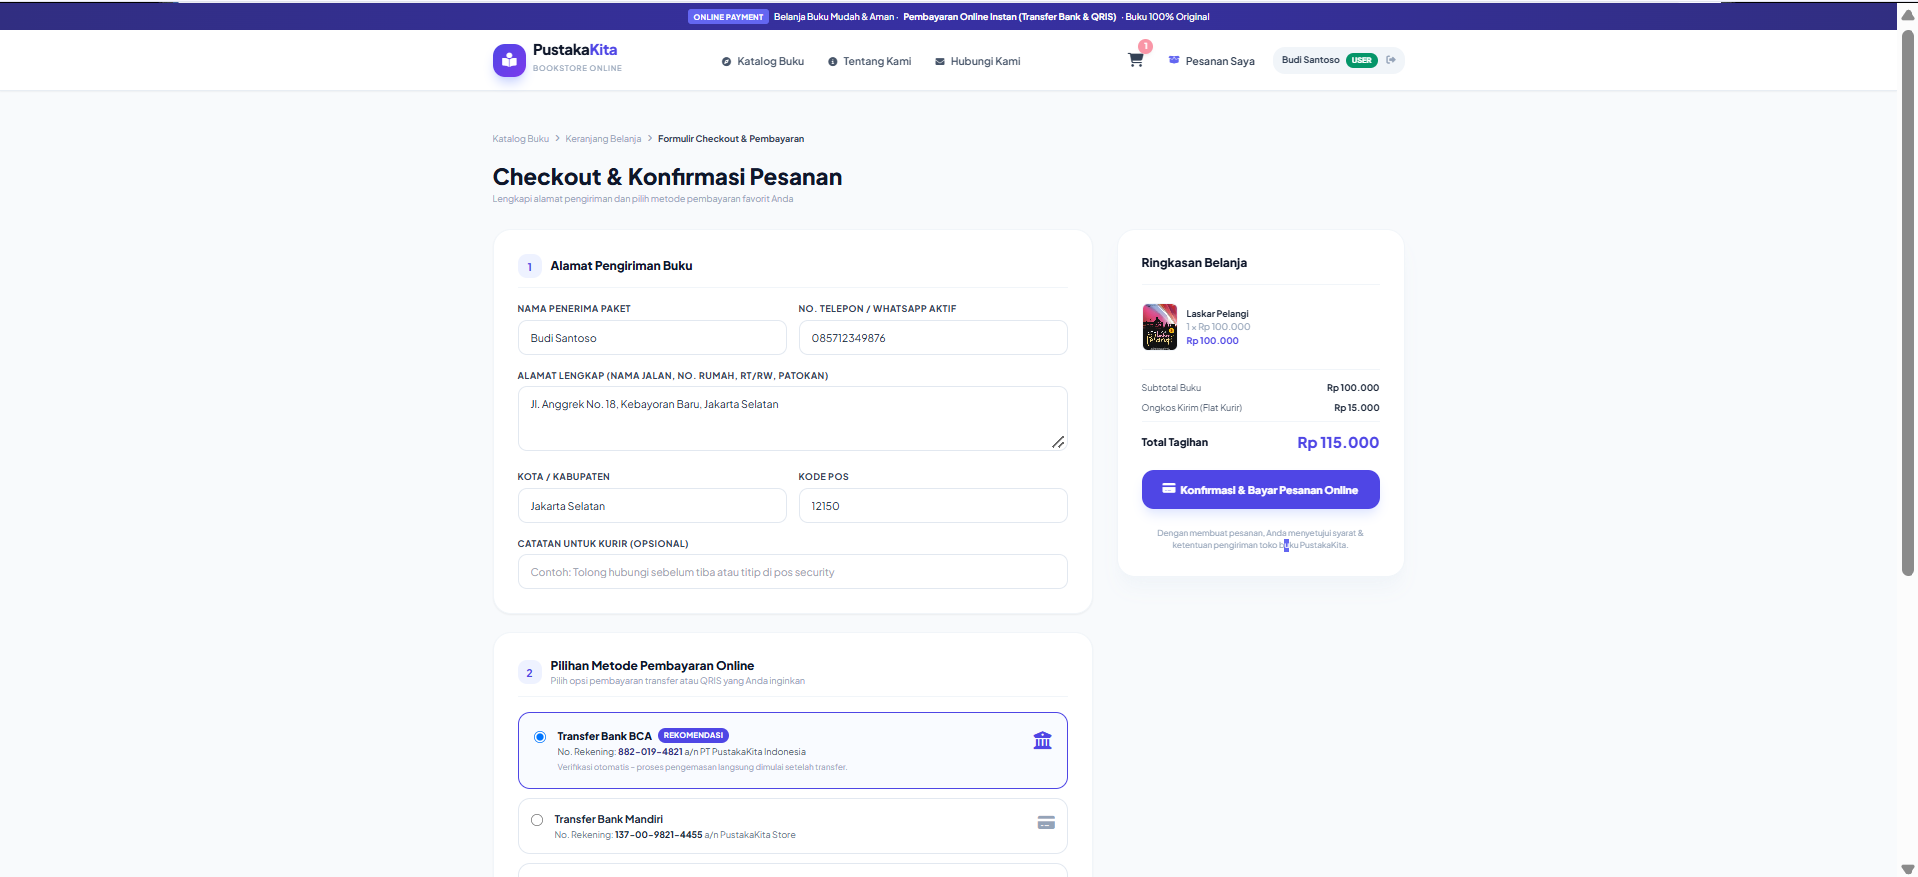 ONLINE PAYMENT Belanja Buku Mudah & Aman · Pembayaran Online Instan (Transfer Bank & QRIS) · Buku 100% Original
PustakaKita
BOOKSTORE ONLINE
Katalog Buku
Tentang Kami
Hubungi Kami
1
Pesanan Saya
Budi Santoso USER
Katalog Buku > Keranjang Belanja > Formulir Checkout & Pembayaran
Checkout & Konfirmasi Pesanan
Lengkapi alamat pengiriman dan pilih metode pembayaran favorit Anda
1 Alamat Pengiriman Buku
NAMA PENERIMA PAKET
Budi Santoso
NO. TELEPON / WHATSAPP AKTIF
085712349876
ALAMAT LENGKAP (NAMA JALAN, NO. RUMAH, RT/RW, PATOKAN)
Jl. Anggrek No. 18, Kebayoran Baru, Jakarta Selatan
KOTA / KABUPATEN
Jakarta Selatan
KODE POS
12150
CATATAN UNTUK KURIR (OPSIONAL)
Contoh: Tolong hubungi sebelum tiba atau titip di pos security
2 Pilihan Metode Pembayaran Online
Pilih opsi pembayaran transfer atau QRIS yang Anda inginkan
Transfer Bank BCA REKOMENDASI
No. Rekening: 882-019-4821 a/n PT PustakaKita Indonesia
Verifikasi otomatis – proses pengemasan langsung dimulai setelah transfer.
Transfer Bank Mandiri
No. Rekening: 137-00-9821-4455 a/n PustakaKita Store
Ringkasan Belanja
Laskar Pelangi
1 × Rp 100.000
Rp 100.000
Subtotal Buku Rp 100.000
Ongkos Kirim (Flat Kurir) Rp 15.000
Total Tagihan Rp 115.000
Konfirmasi & Bayar Pesanan Online
Dengan membuat pesanan, Anda menyetujui syarat &
ketentuan pengiriman toko buku PustakaKita.